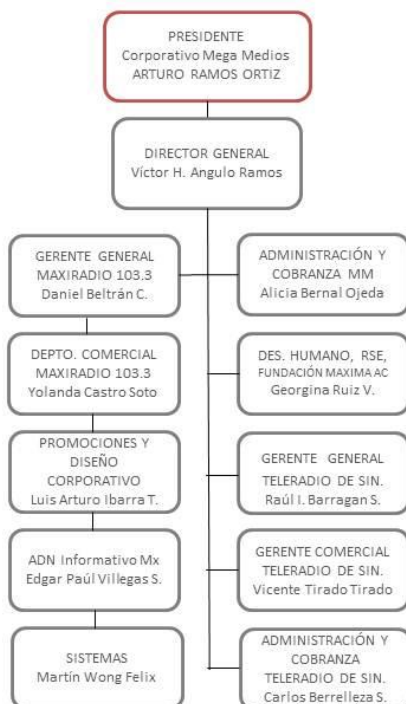 PRESIDENTE
Corporativo Mega Medios
ARTURO RAMOS ORTIZ
DIRECTOR GENERAL
Víctor H. Angulo Ramos
GERENTE GENERAL
MAXIRADIO 103.3
Daniel Beltrán C.
ADMINISTRACIÓN Y
COBRANZA MM
Alicia Bernal Ojeda
DEPTO. COMERCIAL
MAXIRADIO 103.3
Yolanda Castro Soto
DES. HUMANO, RSE,
FUNDACIÓN MAXIMA AC
Georgina Ruiz V.
PROMOCIONES Y
DISEÑO
CORPORATIVO
Luis Arturo Ibarra T.
GERENTE GENERAL
TELERADIO DE SIN.
Raúl I. Barragan S.
ADN Informativo Mx
Edgar Paúl Villegas S.
GERENTE COMERCIAL
TELERADIO DE SIN.
Vicente Tirado Tirado
SISTEMAS
Martín Wong Felix
ADMINISTRACIÓN Y
COBRANZA
TELERADIO DE SIN.
Carlos Berrelleza S.